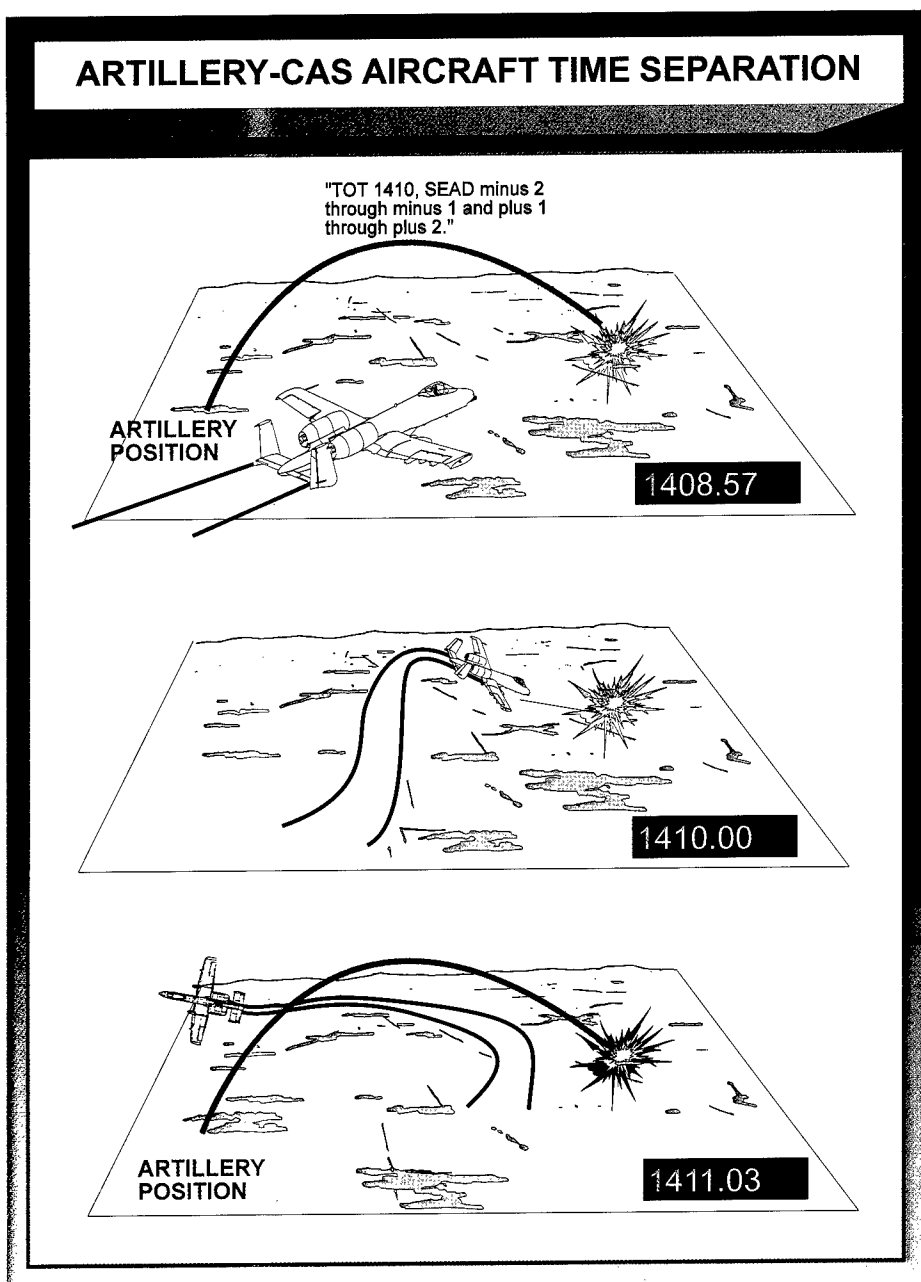 ARTILLERY-CAS AIRCRAFT TIME SEPARATION
"TOT 1410, SEAD minus 2
through minus 1 and plus 1
through plus 2."
ARTILLERY
POSITION
1408.57
1410.00
ARTILLERY
POSITION
1411.03